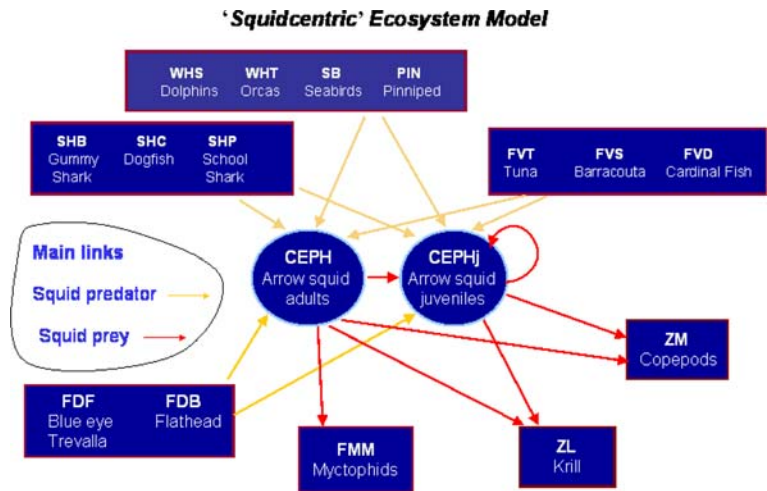 ‘Squidcentric’ Ecosystem Model
WHS WHT SB PIN
Dolphins Orcas Seabirds Pinniped
SHB SHC SHP
Gummy Dogfish School
Shark Shark
FVT FVS FVD
Tuna Barracouta Cardinal Fish
Main links
Squid predator
Squid prey
CEPH
Arrow squid
adults
CEPHj
Arrow squid
juveniles
ZM
Copepods
FDF FDB
Blue eye Flathead
Trevalla
FMM
Myctophids
ZL
Krill